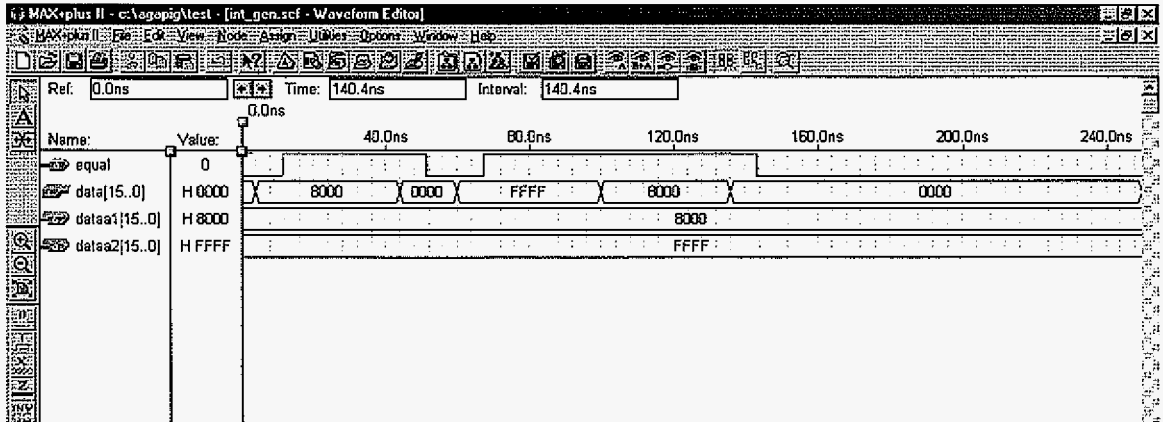 MAX+plus II - c:\agapig\test - [int_gen.scf - Waveform Editor]
MAX+plus II File Edit View Node Assign Utilities Options Window Help
Ref: 0.0ns Time: 140.4ns Interval: 140.4ns
0.0ns
Name: Value: 40.0ns 80.0ns 120.0ns 160.0ns 200.0ns 240.0ns
equal 0
data[15..0] H 0000 8000 0000 FFFF 8000 0000
dataa1[15..0] H 8000 8000
dataa2[15..0] H FFFF FFFF